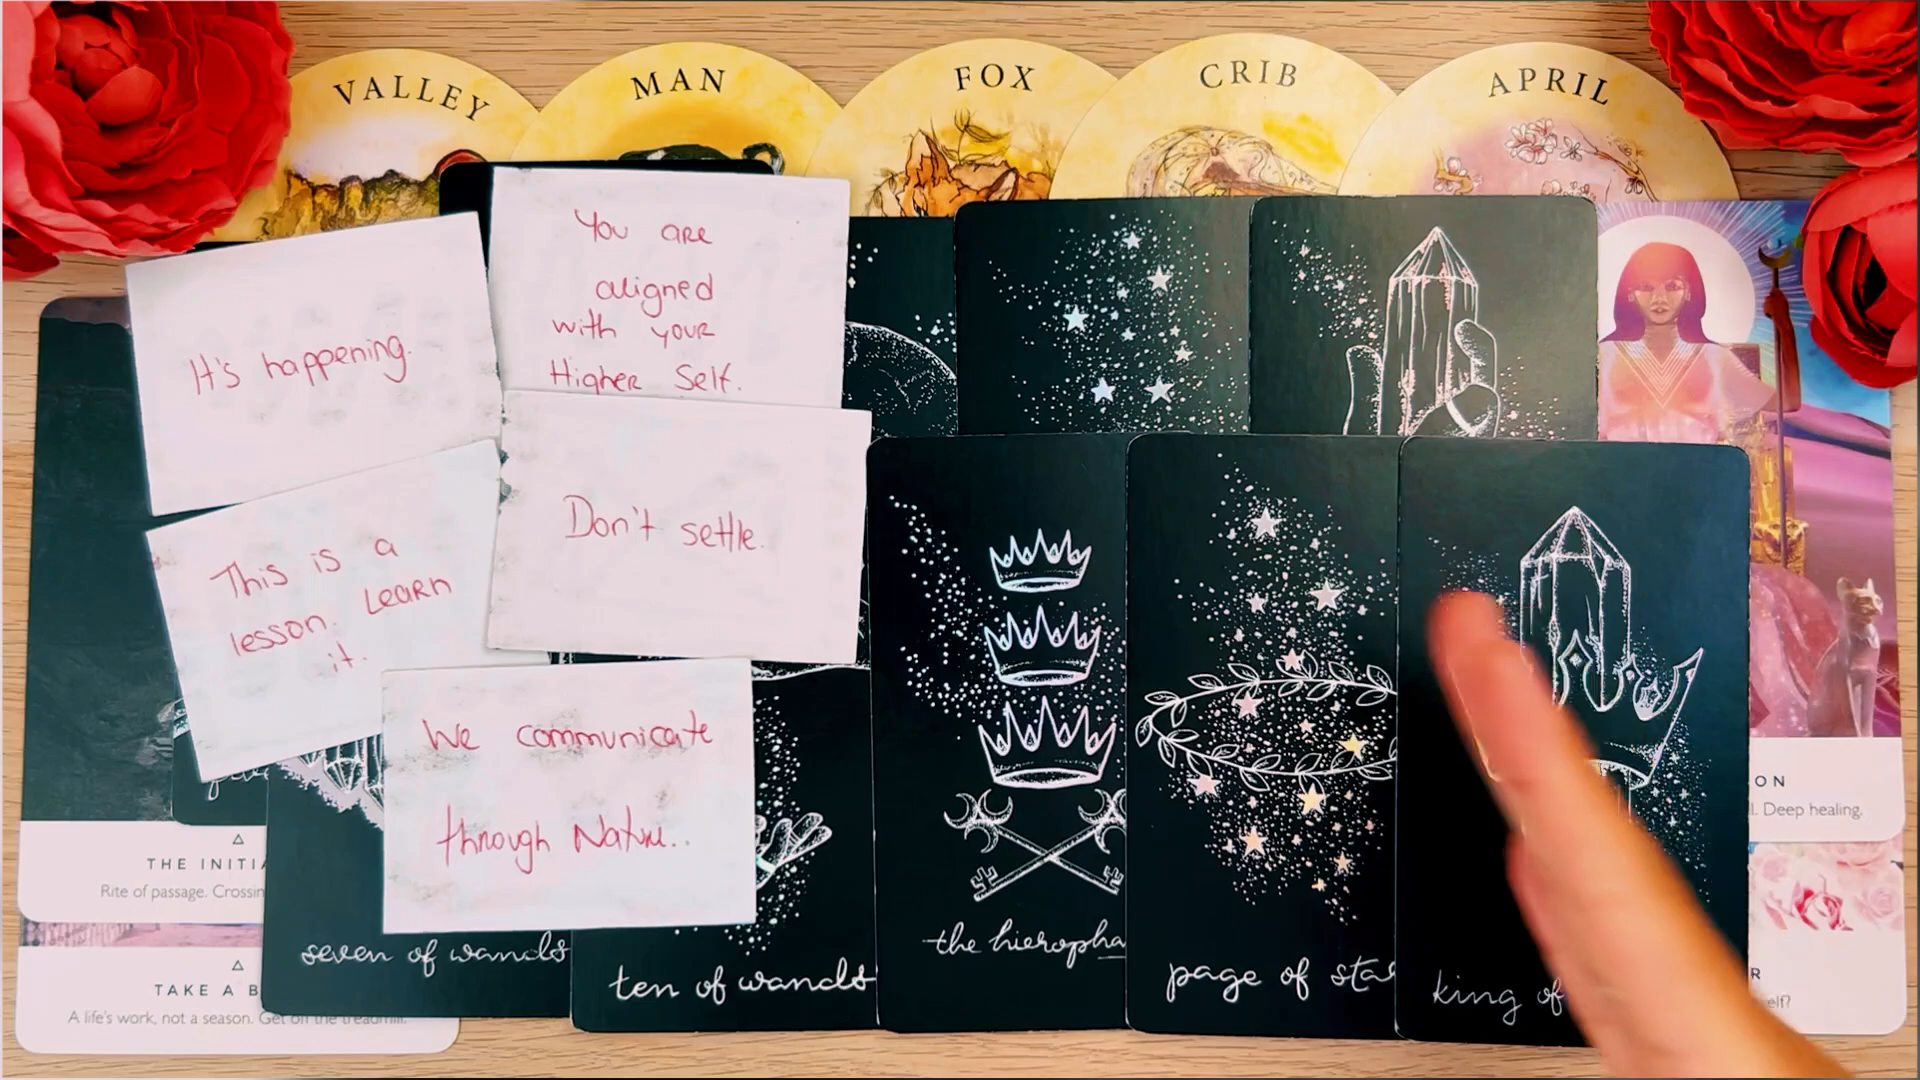 VALLEY
MAN
FOX
CRIB
APRIL
You are
aligned
with your
Higher Self.
It's happening.
This is a
lesson. Learn
it.
Don't settle.
We communicate
through Nature..
THE INITIA
Rite of passage. Crossin
TAKE A B
A life's work, not a season. Get off the treadmill.
seven of wands
ten of wands
the hieropha
page of sta
king of
ON
l. Deep healing.
R
elf?